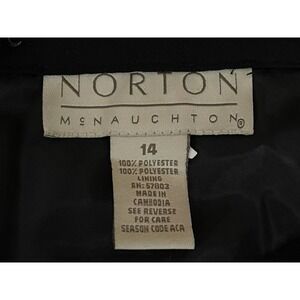 NORTON
McNAUGHTON®
14
100% POLYESTER
100% POLYESTER
LINING
RN: 57803
MADE IN
CAMBODIA
SEE REVERSE
FOR CARE
SEASON CODE ACA